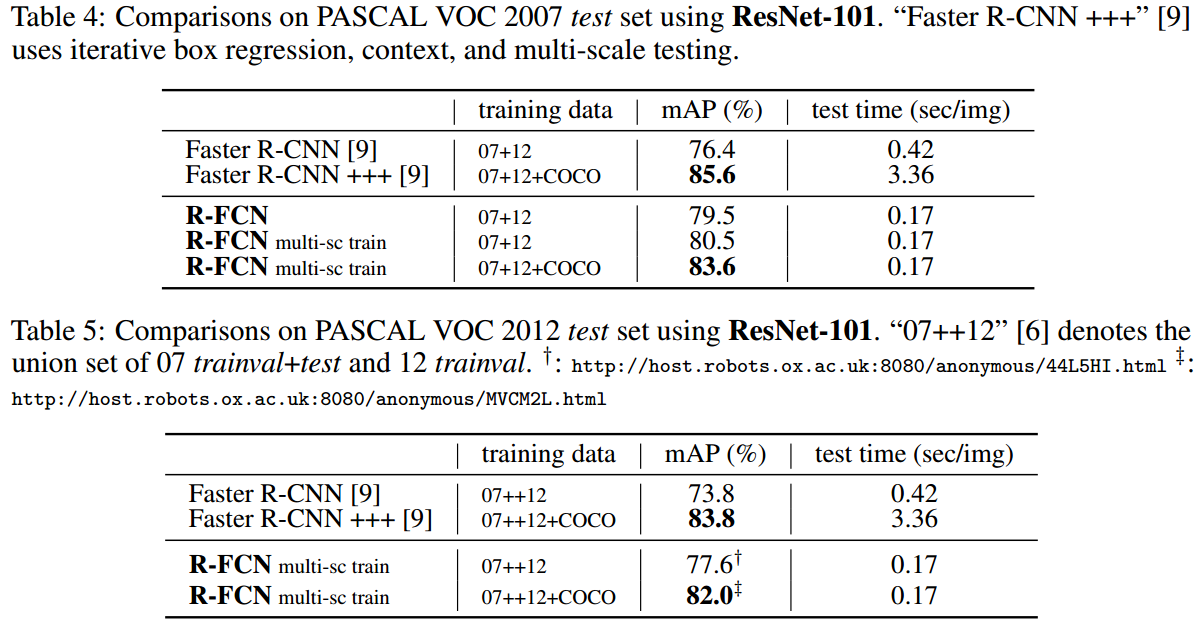 Table 4: Comparisons on PASCAL VOC 2007 test set using ResNet-101. “Faster R-CNN +++” [9]
uses iterative box regression, context, and multi-scale testing.
training data | mAP (%) | test time (sec/img)
Faster R-CNN [9] | 07+12 | 76.4 | 0.42
Faster R-CNN +++ [9] | 07+12+COCO | 85.6 | 3.36
R-FCN | 07+12 | 79.5 | 0.17
R-FCN multi-sc train | 07+12 | 80.5 | 0.17
R-FCN multi-sc train | 07+12+COCO | 83.6 | 0.17
Table 5: Comparisons on PASCAL VOC 2012 test set using ResNet-101. “07++12” [6] denotes the
union set of 07 trainval+test and 12 trainval. †: http://host.robots.ox.ac.uk:8080/anonymous/44L5HI.html ‡:
http://host.robots.ox.ac.uk:8080/anonymous/MVCM2L.html
training data | mAP (%) | test time (sec/img)
Faster R-CNN [9] | 07++12 | 73.8 | 0.42
Faster R-CNN +++ [9] | 07++12+COCO | 83.8 | 3.36
R-FCN multi-sc train | 07++12 | 77.6† | 0.17
R-FCN multi-sc train | 07++12+COCO | 82.0‡ | 0.17